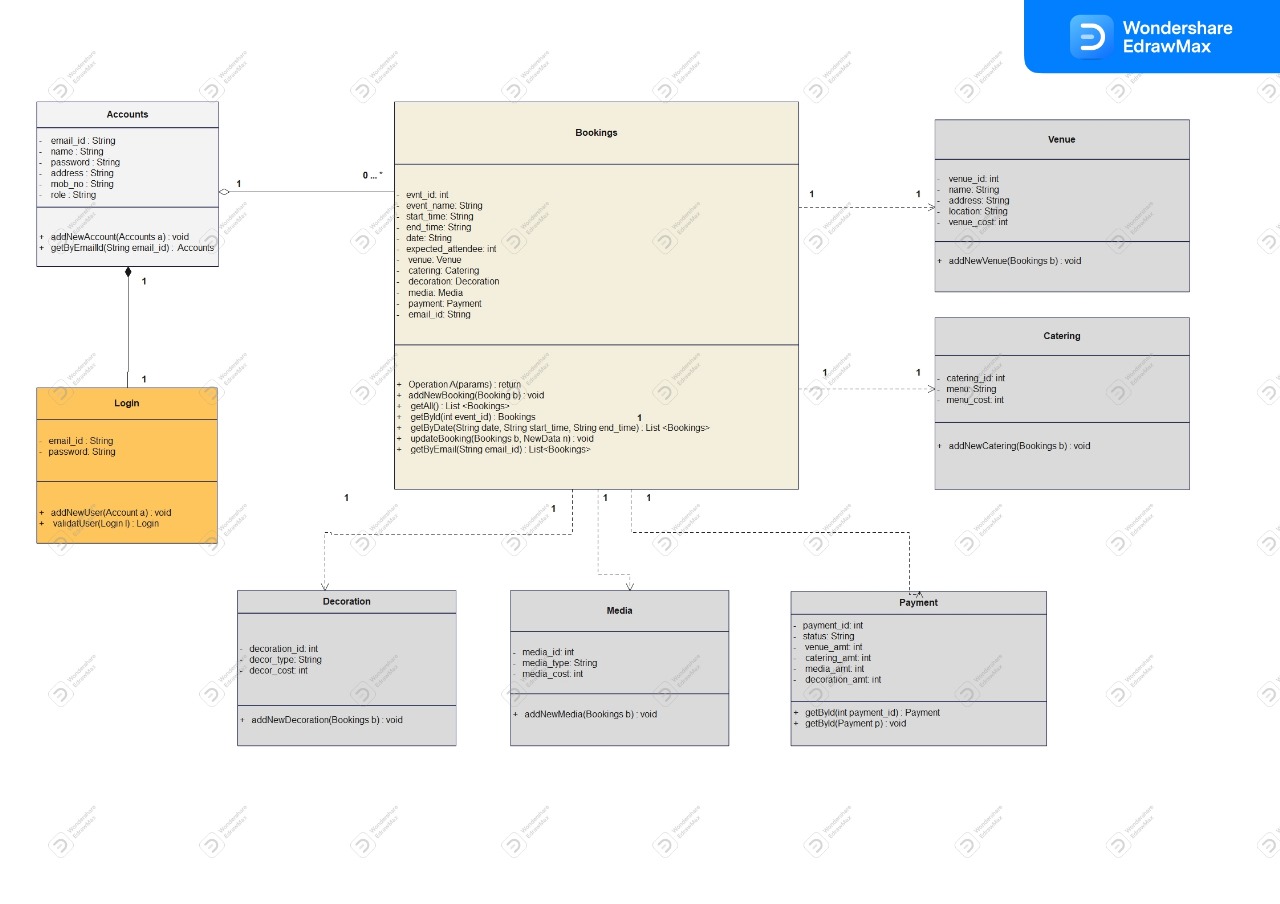 Wondershare
EdrawMax
Accounts
- email_id : String
- name : String
- password : String
- address : String
- mob_no : String
- role : String
+ addNewAccount(Accounts a) : void
+ getByEmailId(String email_id) : Accounts
1
0 ... *
1
1
Login
- email_id : String
- password: String
+ addNewUser(Account a) : void
+ validatUser(Login l) : Login
Bookings
- evnt_id: int
- event_name: String
- start_time: String
- end_time: String
- date: String
- expected_attendee: int
- venue: Venue
- catering: Catering
- decoration: Decoration
- media: Media
- payment: Payment
- email_id: String
+ Operation A(params) : return
+ addNewBooking(Booking b) : void
+ getAll() : List <Bookings>
+ getById(int event_id) : Bookings
1
+ getByDate(String date, String start_time, String end_time) : List <Bookings>
+ updateBooking(Bookings b, NewData n) : void
+ getByEmail(String email_id) : List<Bookings>
1
1
Venue
- venue_id: int
- name: String
- address: String
- location: String
- venue_cost: int
+ addNewVenue(Bookings b) : void
1
1
Catering
- catering_id: int
- menu: String
- menu_cost: int
+ addNewCatering(Bookings b) : void
1
1
1
1
Decoration
- decoration_id: int
- decor_type: String
- decor_cost: int
+ addNewDecoration(Bookings b) : void
Media
- media_id: int
- media_type: String
- media_cost: int
+ addNewMedia(Bookings b) : void
Payment
- payment_id: int
- status: String
- venue_amt: int
- catering_amt: int
- media_amt: int
- decoration_amt: int
+ getById(int payment_id) : Payment
+ getById(Payment p) : void